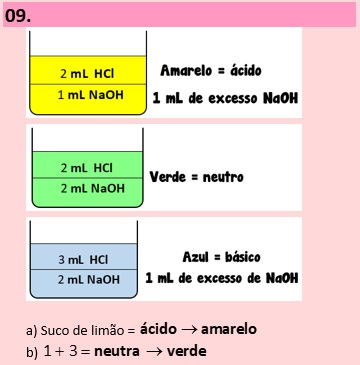 09.
2 mL HCl
1 mL NaOH
Amarelo = ácido
1 mL de excesso NaOH
2 mL HCl
2 mL NaOH
Verde = neutro
3 mL HCl
2 mL NaOH
Azul = básico
1 mL de excesso de NaOH
a) Suco de limão = ácido → amarelo
b) 1 + 3 = neutra → verde